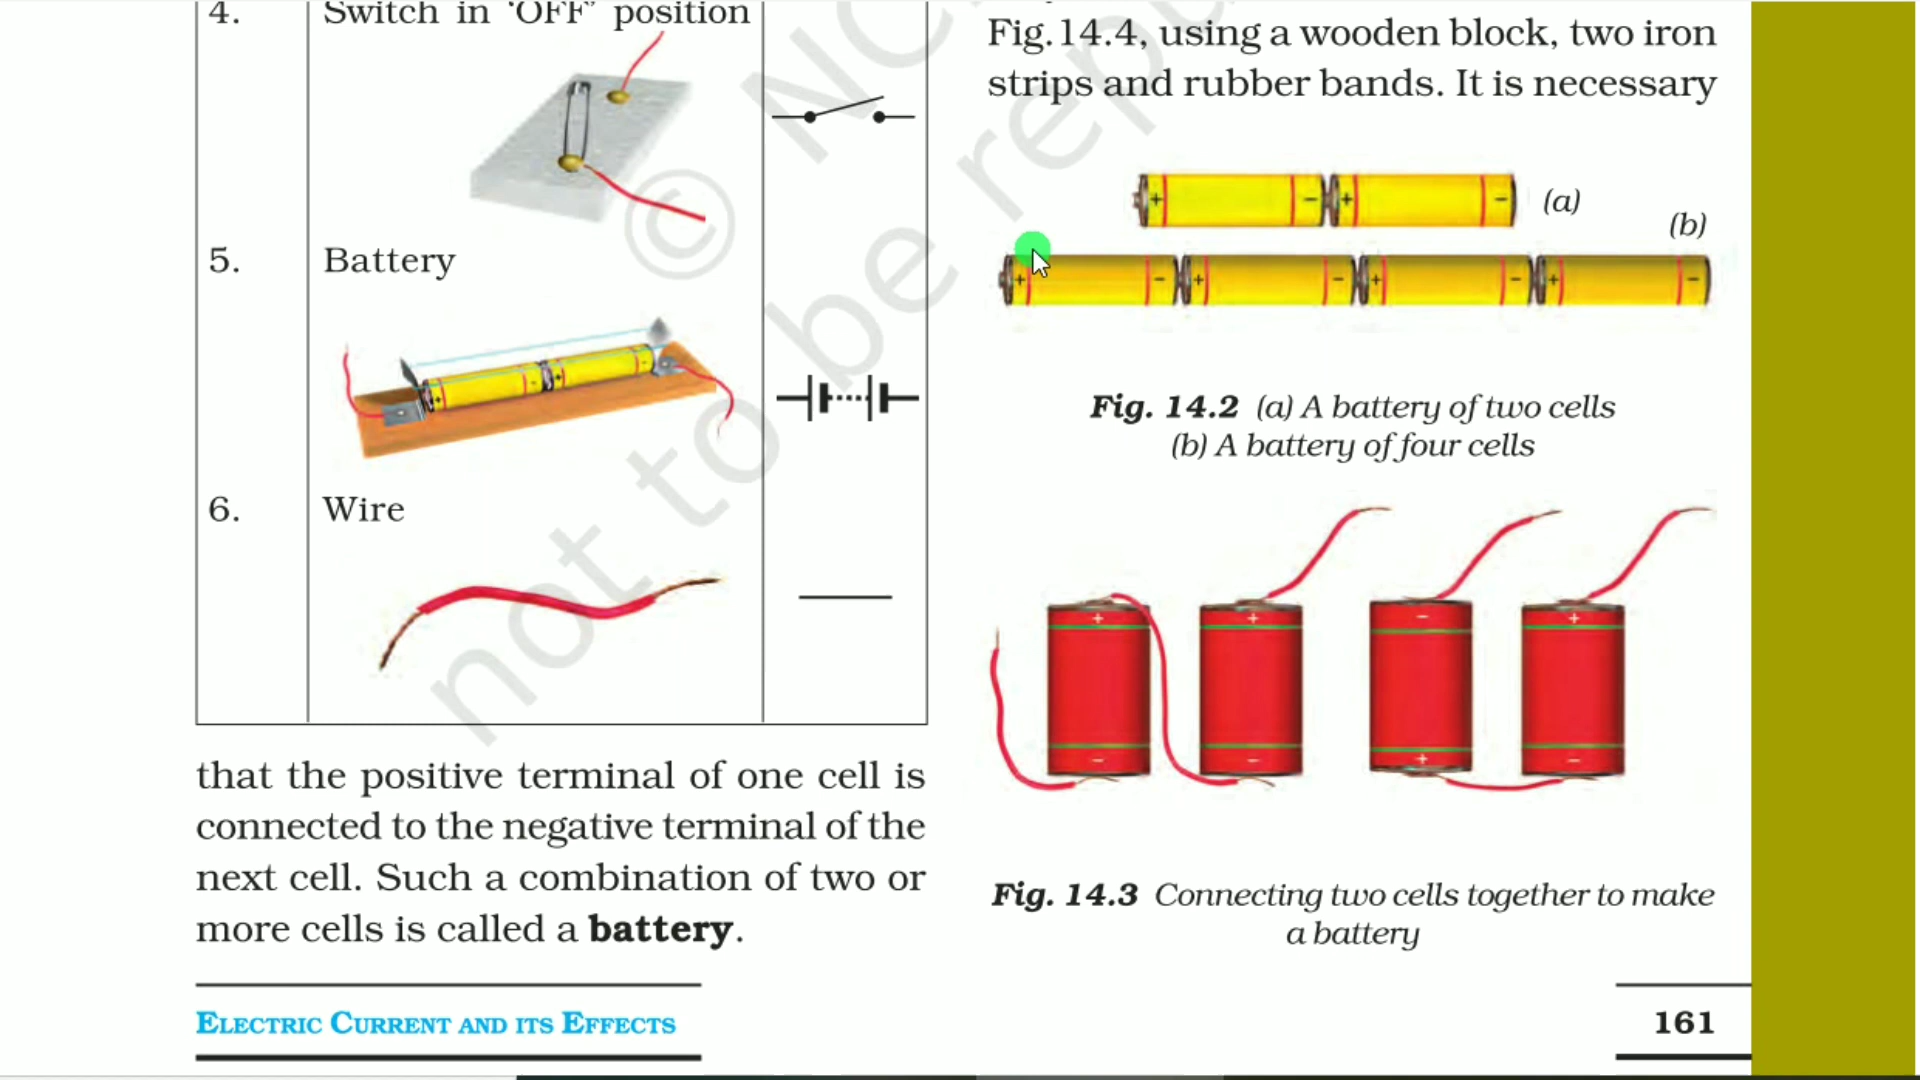 4. Switch in 'OFF' position
5. Battery
6. Wire
that the positive terminal of one cell is
connected to the negative terminal of the
next cell. Such a combination of two or
more cells is called a battery.
Fig.14.4, using a wooden block, two iron
strips and rubber bands. It is necessary
+ − + − (a)
(b)
+ − + − + − + −
Fig. 14.2 (a) A battery of two cells
(b) A battery of four cells
+ + − +
− − + −
Fig. 14.3 Connecting two cells together to make
a battery
ELECTRIC CURRENT AND ITS EFFECTS
161
©
not to be